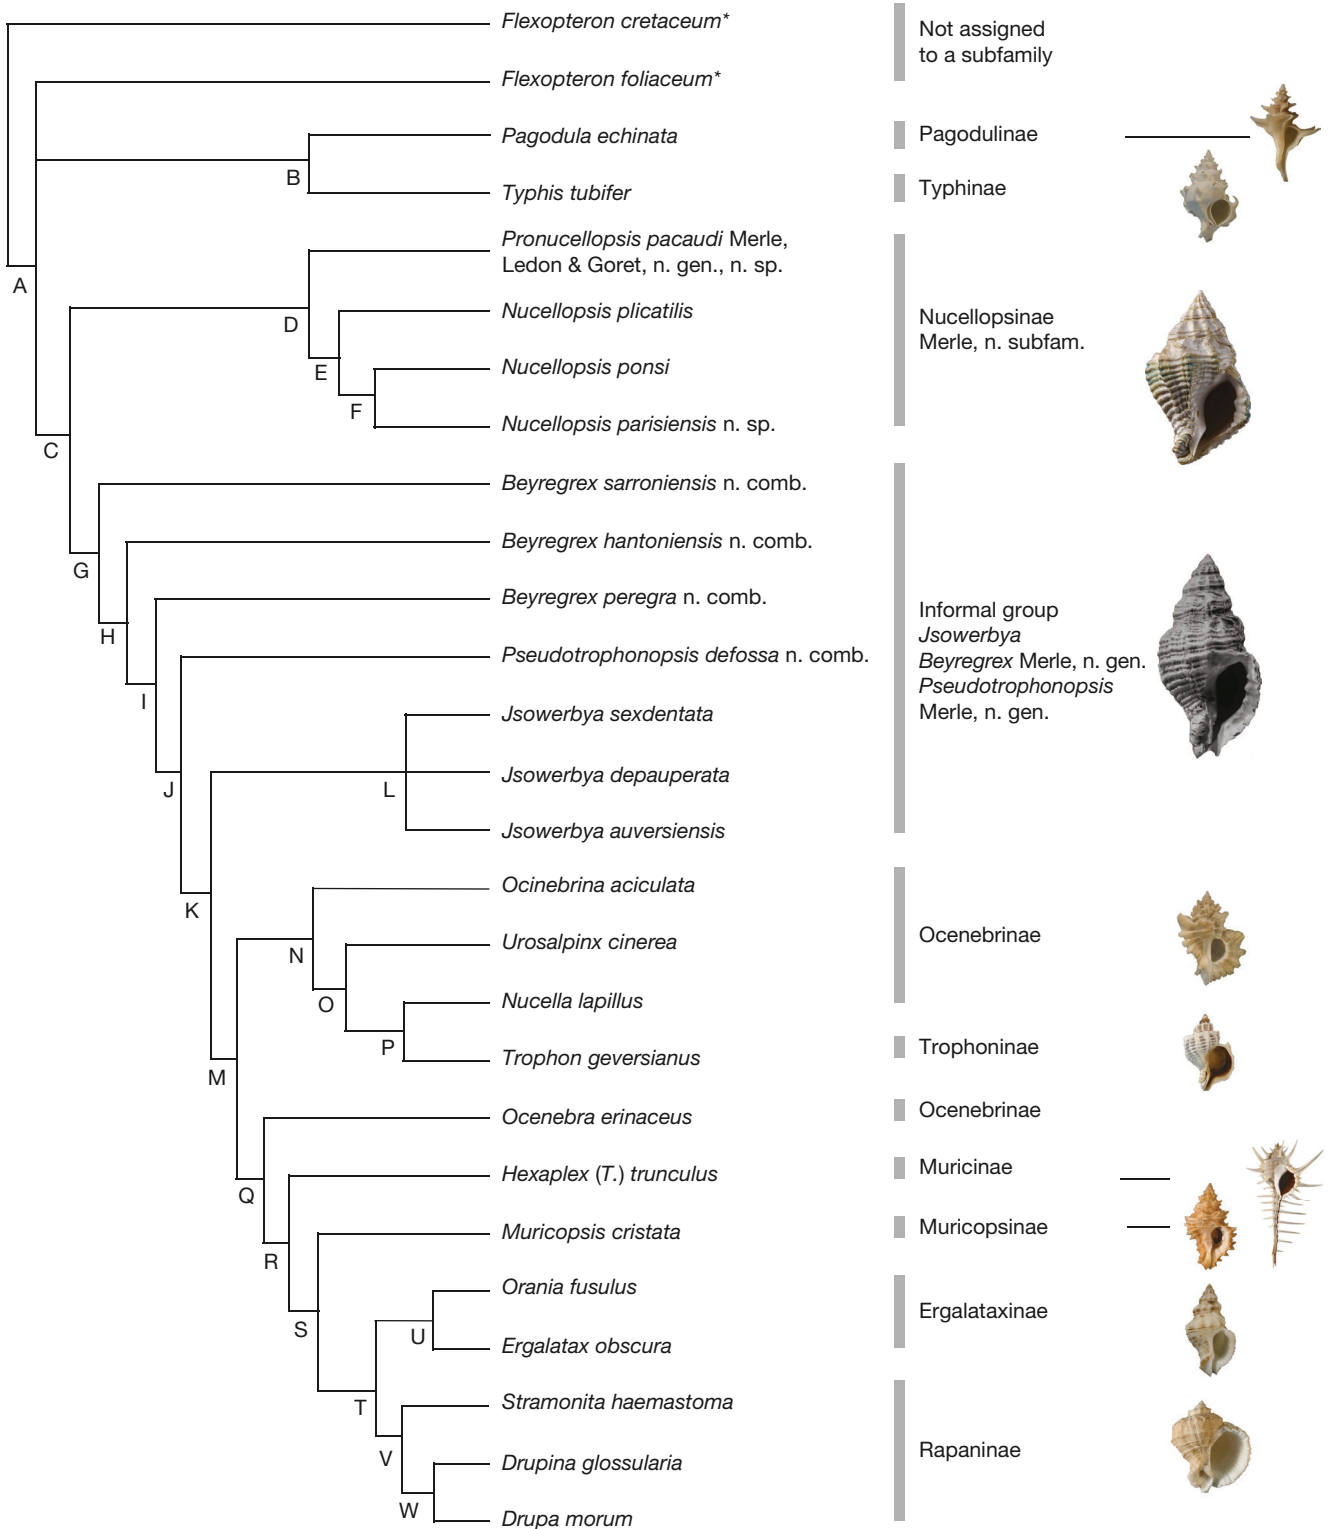 Flexopteron cretaceum*
Not assigned
to a subfamily
Flexopteron foliaceum*
Pagodula echinata
Pagodulinae
B
Typhis tubifer
Typhinae
Pronucellopsis pacaudi Merle,
Ledon & Goret, n. gen., n. sp.
A
D
Nucellopsis plicatilis
Nucellopsinae
Merle, n. subfam.
E
Nucellopsis ponsi
F
Nucellopsis parisiensis n. sp.
C
Beyregrex sarroniensis n. comb.
Beyregrex hantoniensis n. comb.
G
Beyregrex peregra n. comb.
H
Informal group
Jsowerbya
Beyregrex Merle, n. gen.
Pseudotrophonopsis
Merle, n. gen.
Pseudotrophonopsis defossa n. comb.
I
Jsowerbya sexdentata
Jsowerbya depauperata
J
L
Jsowerbya auversiensis
Ocinebrina aciculata
K
Ocenebrinae
Urosalpinx cinerea
N
Nucella lapillus
O
Trophoninae
P
Trophon geversianus
M
Ocenebrinae
Ocenebra erinaceus
Muricinae
Hexaplex (T.) trunculus
Q
Muricopsinae
Muricopsis cristata
R
Orania fusulus
Ergalataxinae
S
U
Ergalatax obscura
Stramonita haemastoma
T
Rapaninae
V
Drupina glossularia
W
Drupa morum